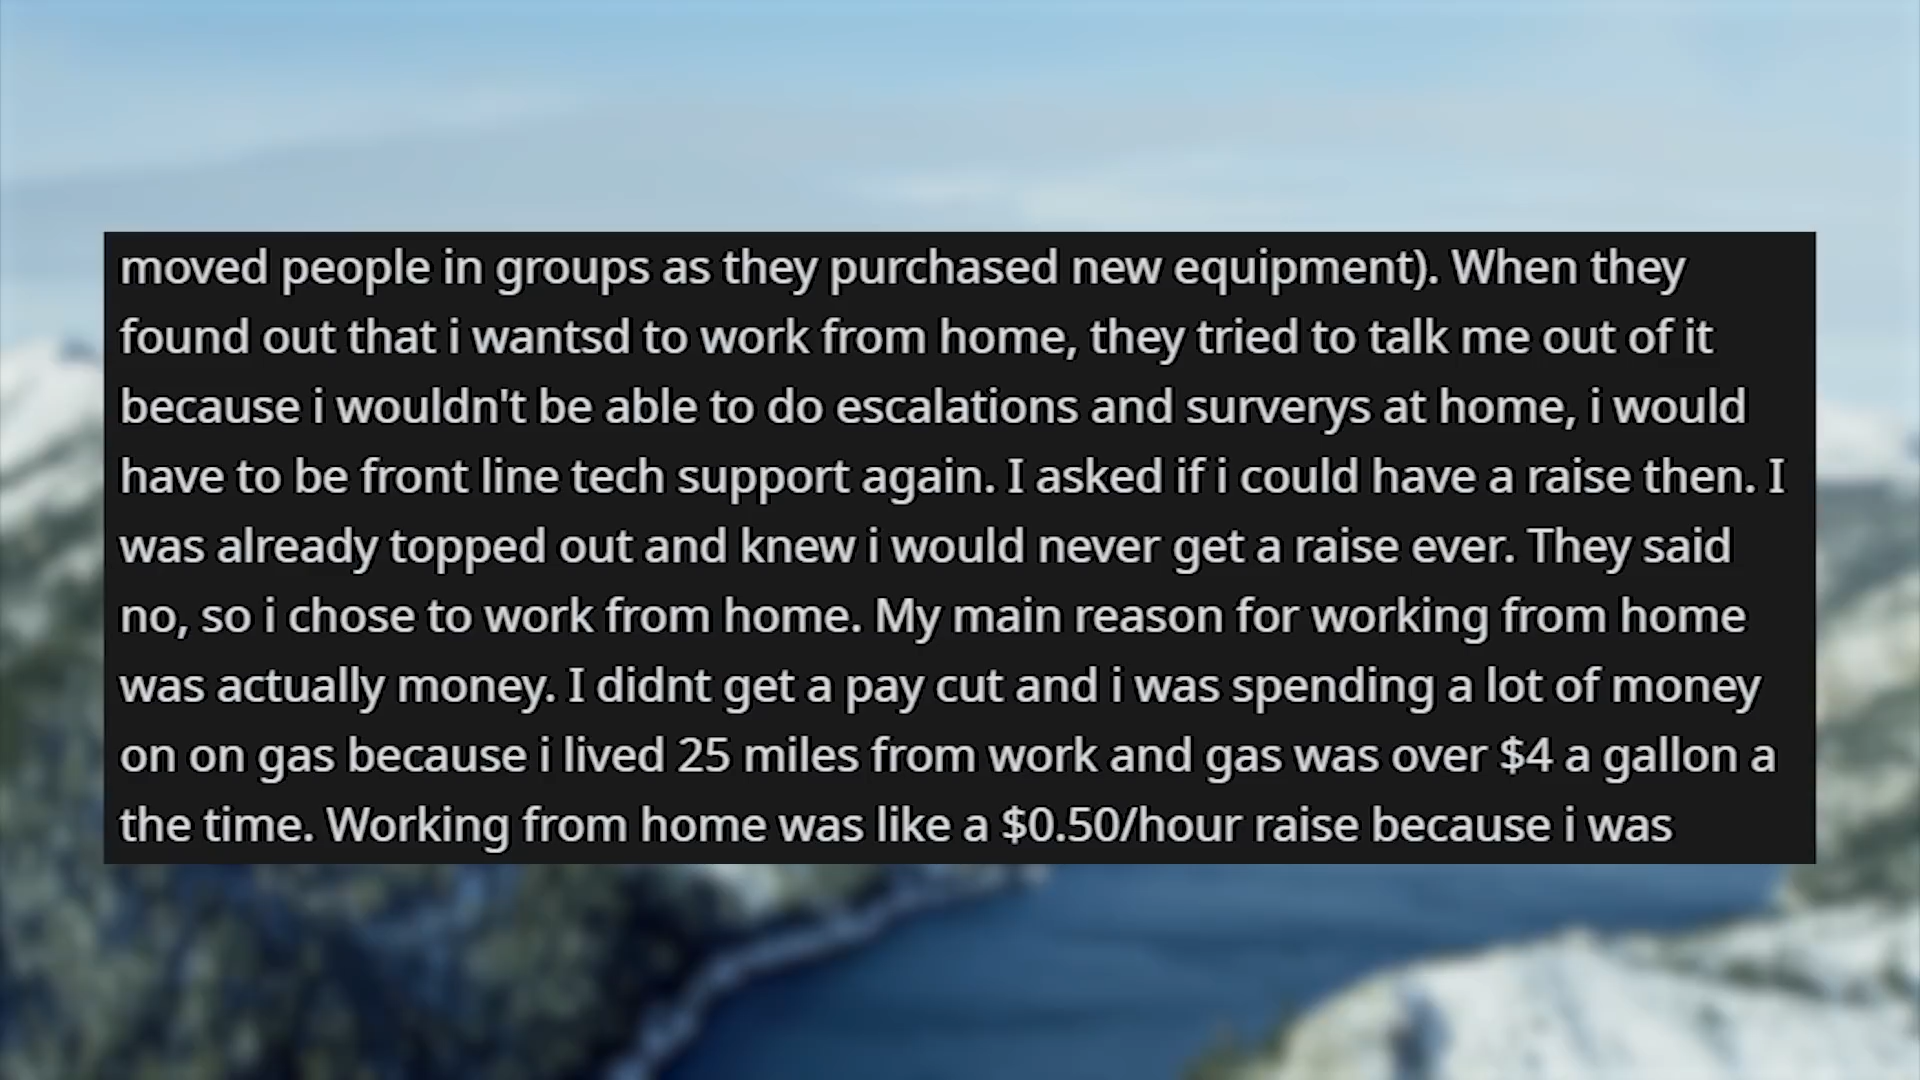 moved people in groups as they purchased new equipment). When they
found out that i wantsd to work from home, they tried to talk me out of it
because i wouldn't be able to do escalations and surverys at home, i would
have to be front line tech support again. I asked if i could have a raise then. I
was already topped out and knew i would never get a raise ever. They said
no, so i chose to work from home. My main reason for working from home
was actually money. I didnt get a pay cut and i was spending a lot of money
on on gas because i lived 25 miles from work and gas was over $4 a gallon a
the time. Working from home was like a $0.50/hour raise because i was